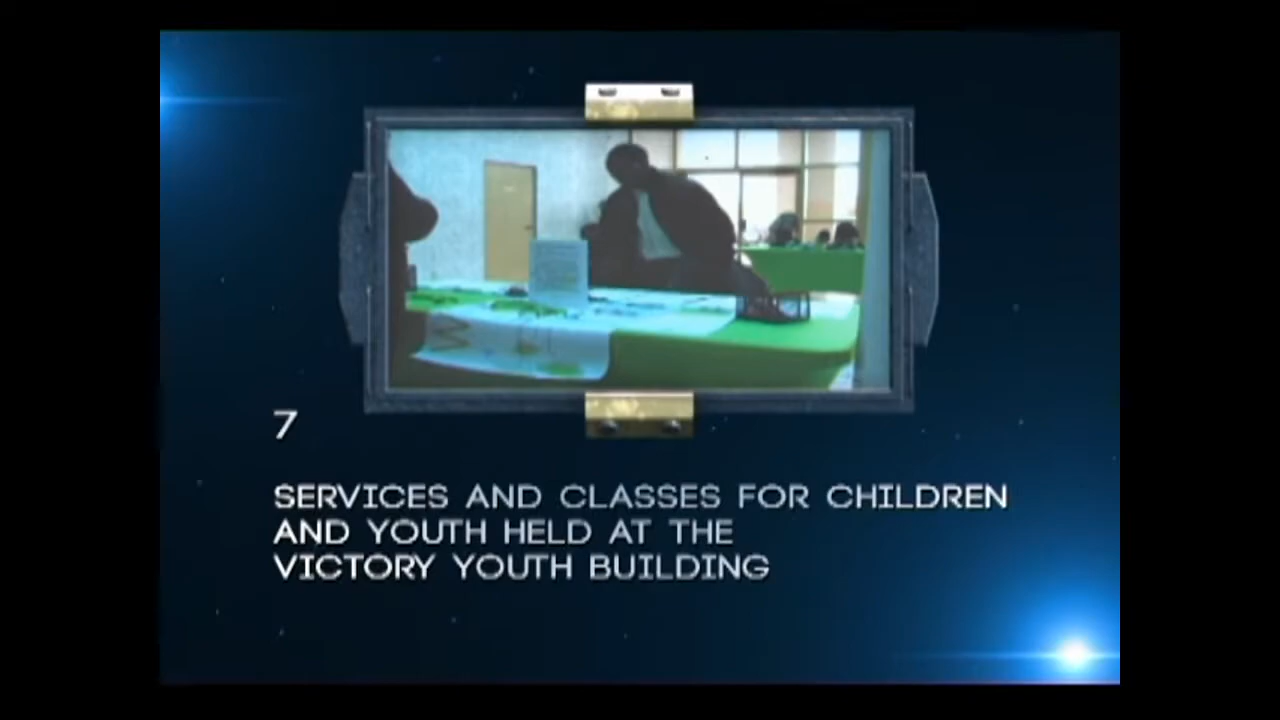 7
SERVICES AND CLASSES FOR CHILDREN
AND YOUTH HELD AT THE
VICTORY YOUTH BUILDING